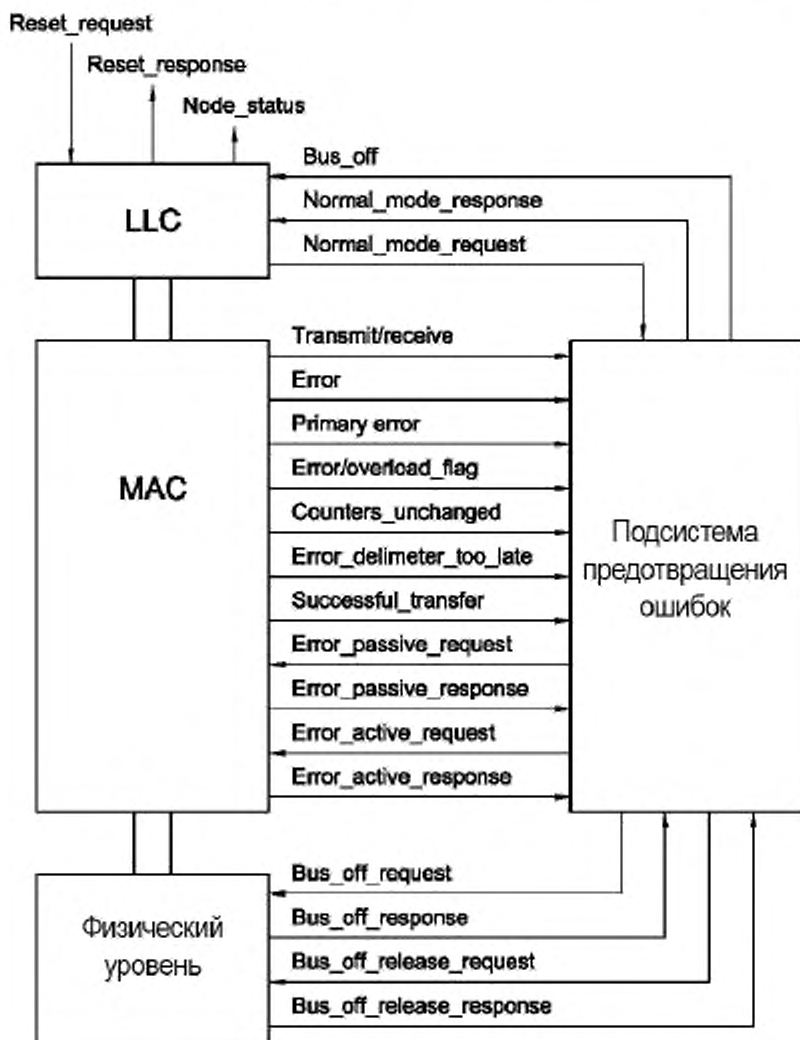 Reset_request
Reset_response
Node_status
Bus_off
Normal_mode_response
LLC
Normal_mode_request
Transmit/receive
Error
Primary error
Error/overload_flag
MAC
Counters_unchanged
Подсистема
предотвращения
ошибок
Error_delimeter_too_late
Successful_transfer
Error_passive_request
Error_passive_response
Error_active_request
Error_active_response
Bus_off_request
Bus_off_response
Физический
уровень
Bus_off_release_request
Bus_off_release_response